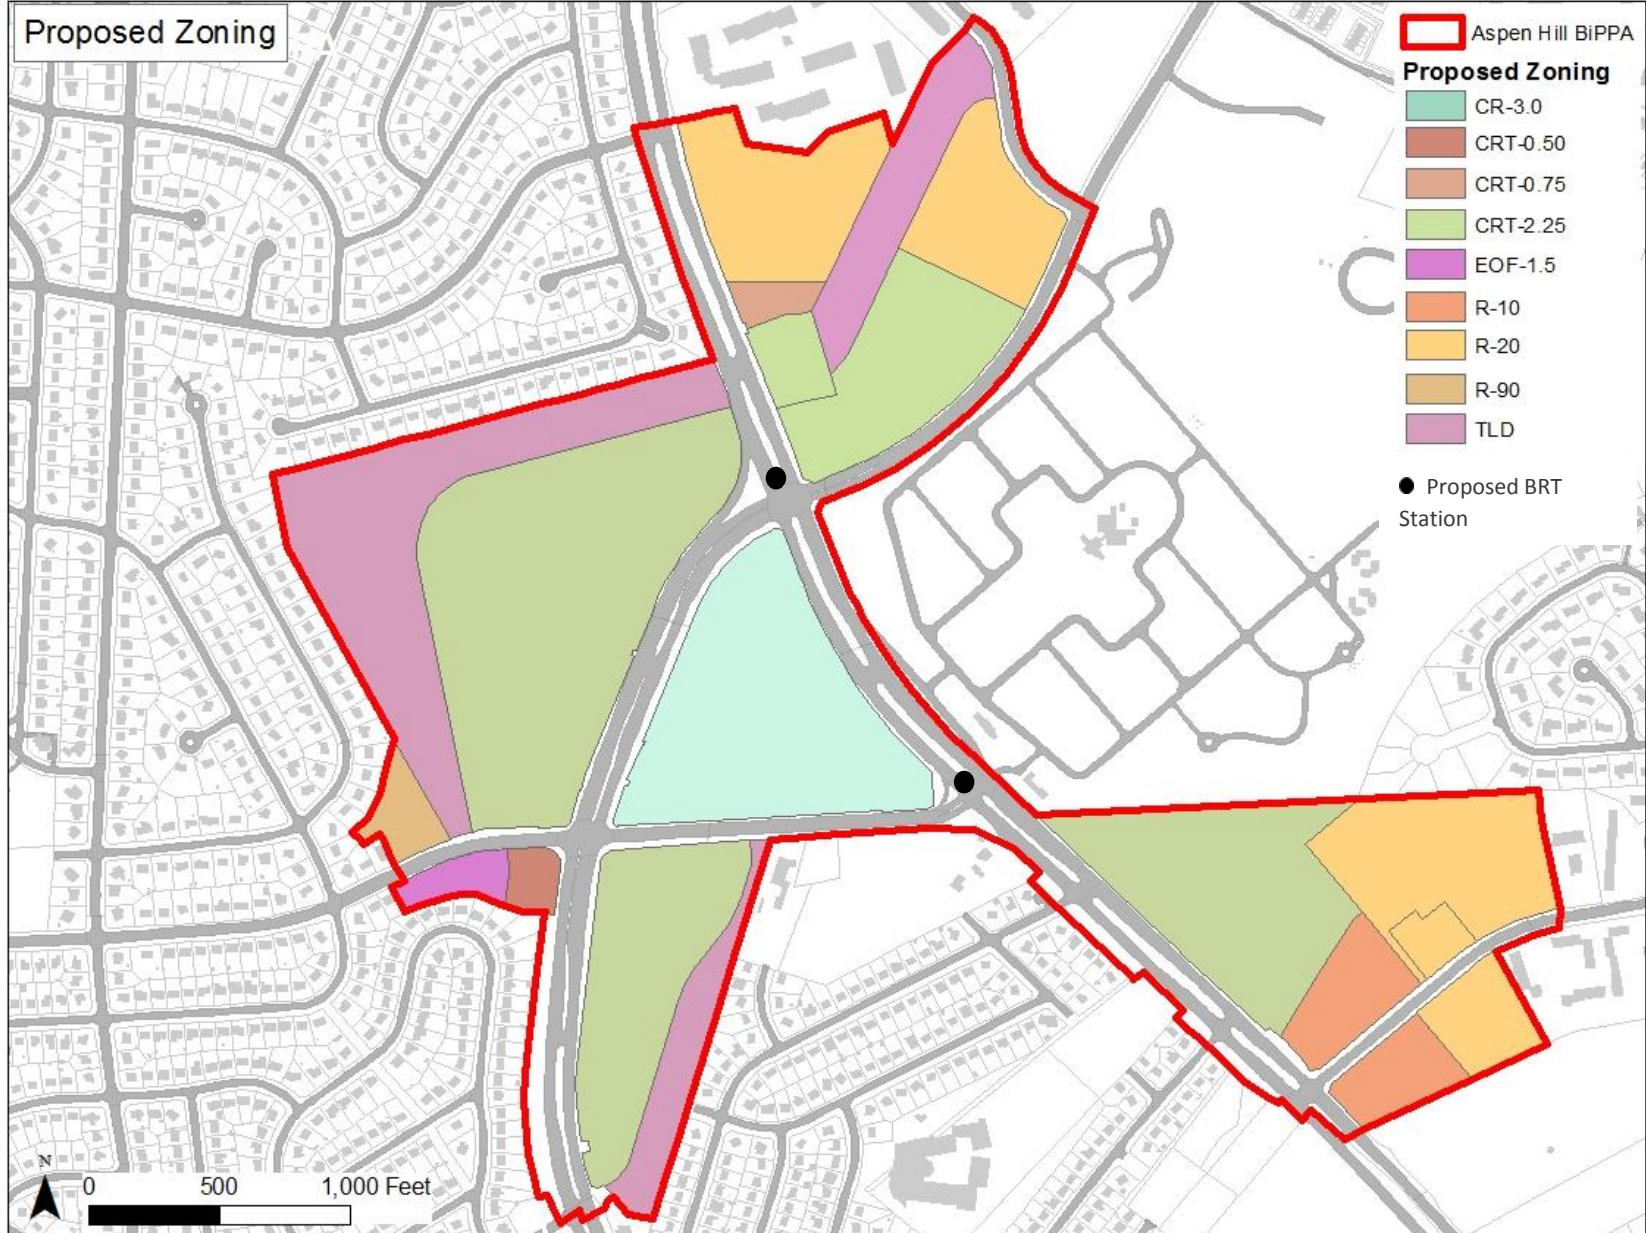 Proposed Zoning
Aspen Hill BiPPA
Proposed Zoning
CR-3.0
CRT-0.50
CRT-0.75
CRT-2.25
EOF-1.5
R-10
R-20
R-90
TLD
Proposed BRT
Station
N
0 500 1,000 Feet